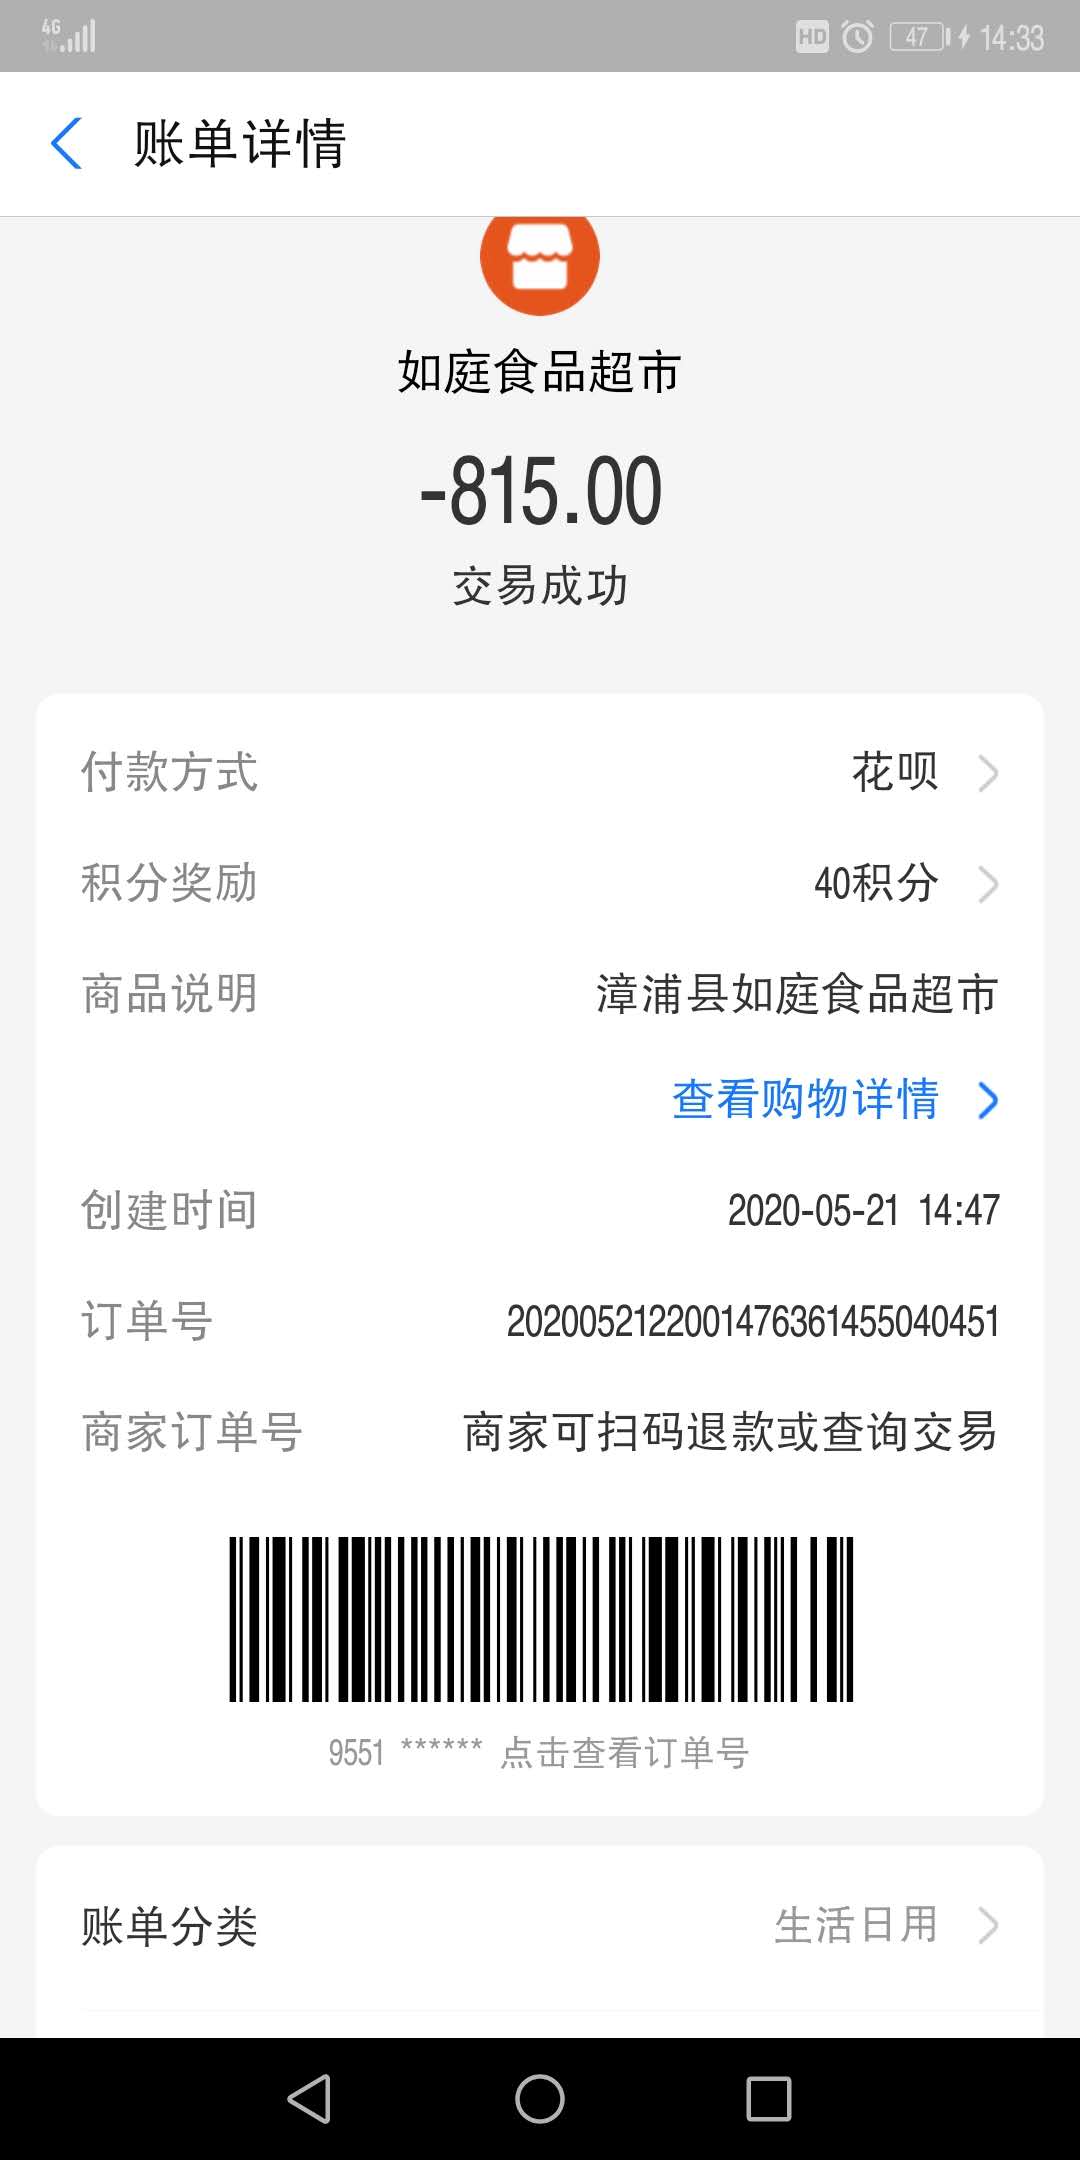 4G
HD 47 14:33
账单详情
如庭食品超市
-815.00
交易成功
付款方式 花呗
积分奖励 40积分
商品说明 漳浦县如庭食品超市
查看购物详情
创建时间 2020-05-21 14:47
订单号 2020052122001476361455040451
商家订单号 商家可扫码退款或查询交易
9551 ****** 点击查看订单号
账单分类 生活日用